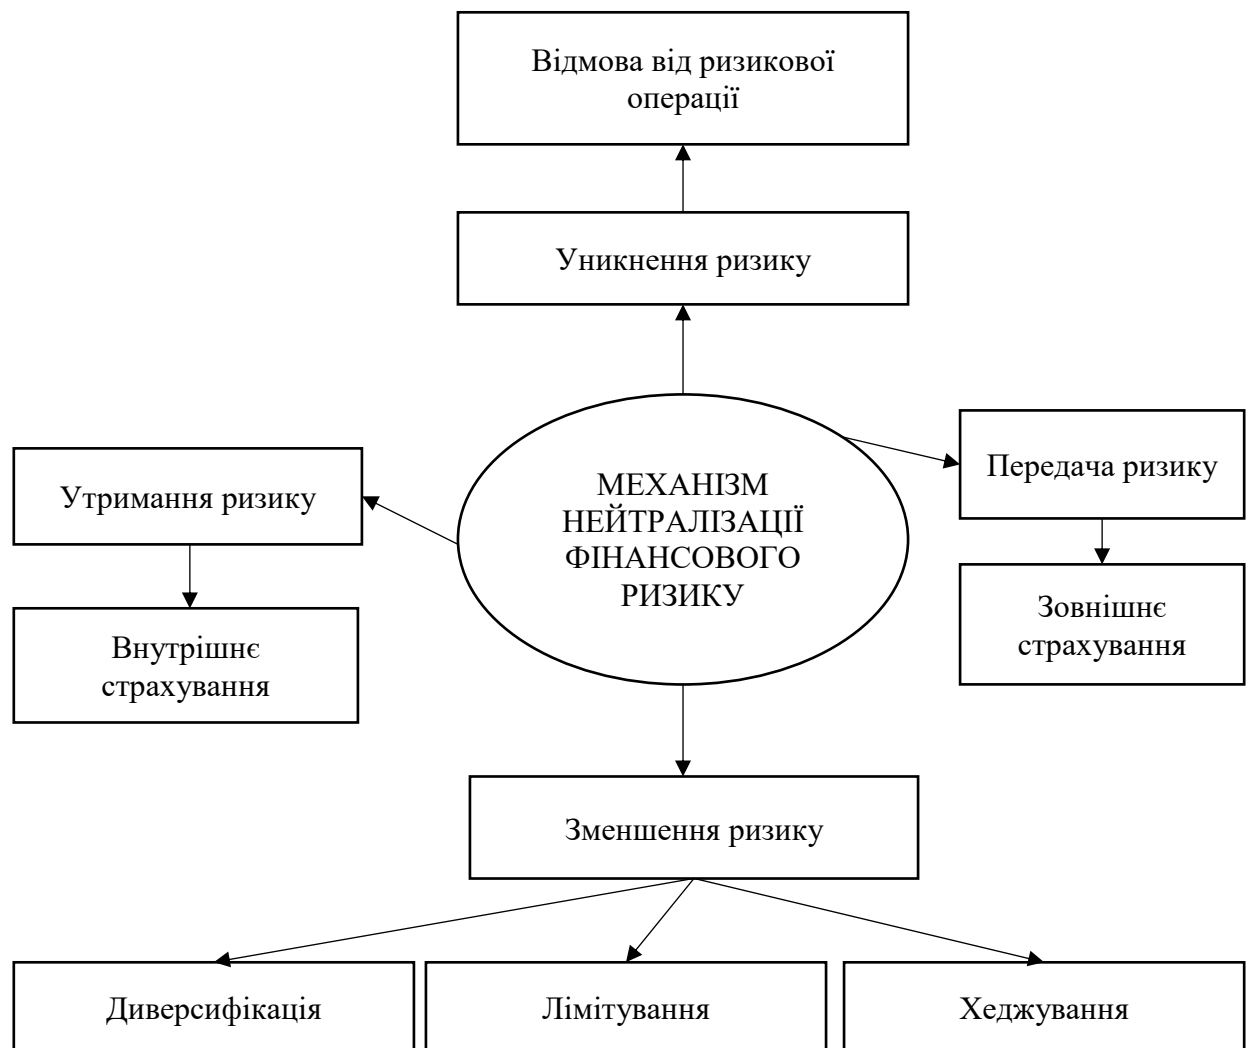 Відмова від ризикової
операції
Уникнення ризику
МЕХАНІЗМ
НЕЙТРАЛІЗАЦІЇ
ФІНАНСОВОГО
РИЗИКУ
Передача ризику
Утримання ризику
Зовнішнє
страхування
Внутрішнє
страхування
Зменшення ризику
Диверсифікація
Лімітування
Хеджування